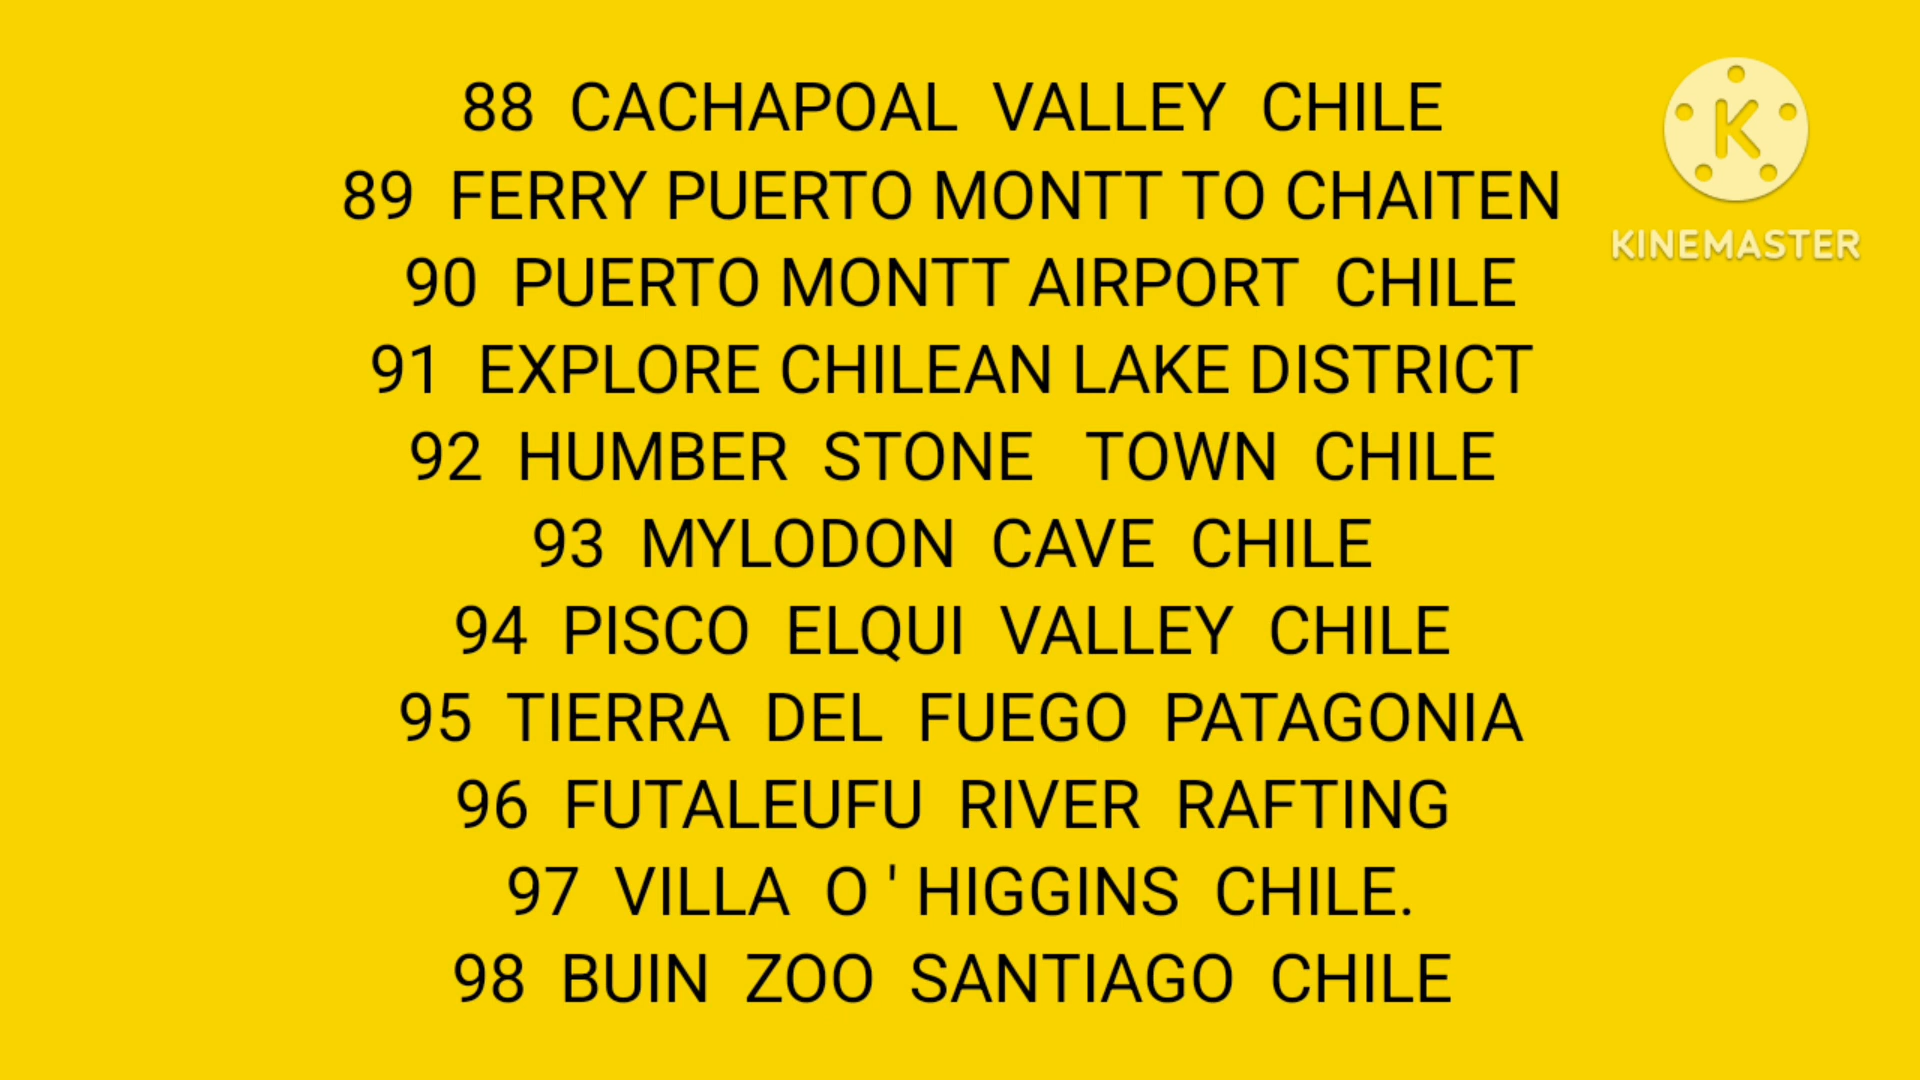 88 CACHAPOAL VALLEY CHILE
89 FERRY PUERTO MONTT TO CHAITEN
90 PUERTO MONTT AIRPORT CHILE
91 EXPLORE CHILEAN LAKE DISTRICT
92 HUMBER STONE TOWN CHILE
93 MYLODON CAVE CHILE
94 PISCO ELQUI VALLEY CHILE
95 TIERRA DEL FUEGO PATAGONIA
96 FUTALEUFU RIVER RAFTING
97 VILLA O ' HIGGINS CHILE.
98 BUIN ZOO SANTIAGO CHILE
K
KINEMASTER